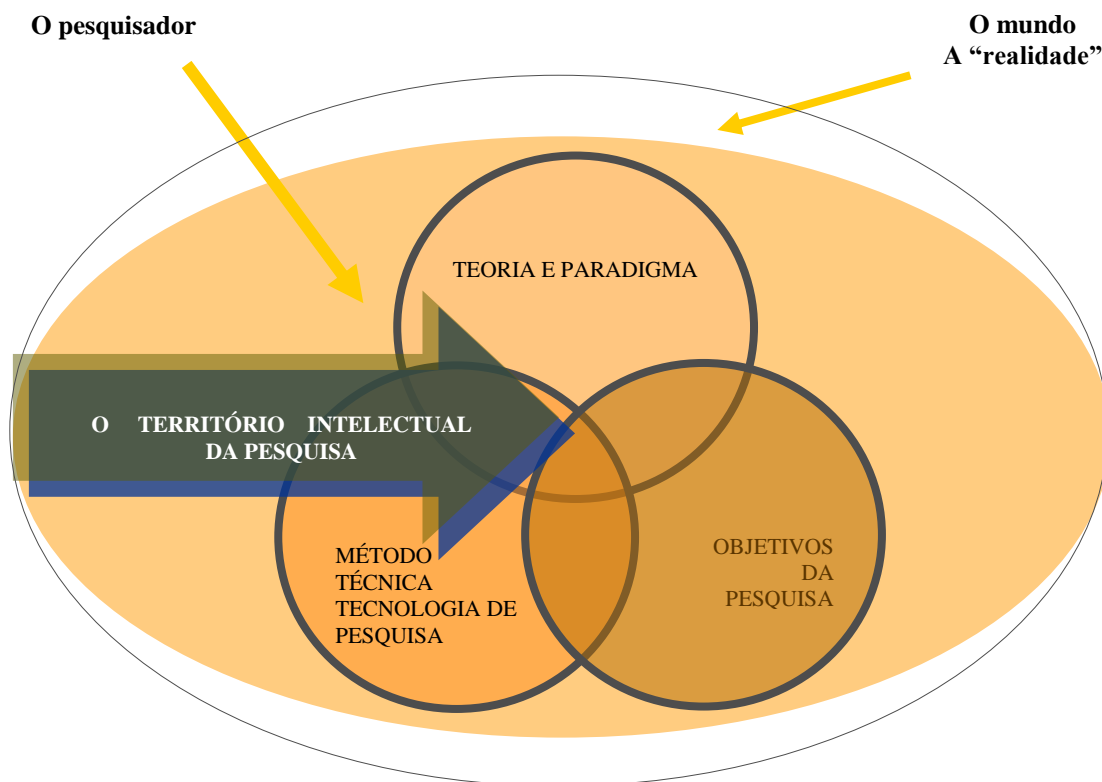 O pesquisador
O mundo
A “realidade”
TEORIA E PARADIGMA
O TERRITÓRIO INTELECTUAL
DA PESQUISA
MÉTODO
TÉCNICA
TECNOLOGIA DE
PESQUISA
OBJETIVOS
DA
PESQUISA